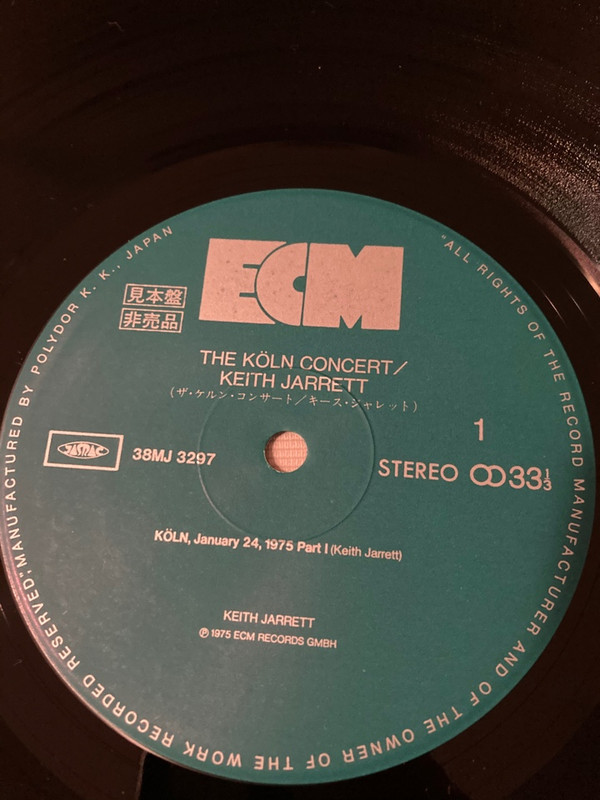 ECM
見本盤
非売品
THE KÖLN CONCERT/
KEITH JARRETT
(ザ・ケルン・コンサート/キース・ジャレット)
1
JASRAC
38MJ 3297
STEREO
33⅓
KÖLN, January 24, 1975 Part I (Keith Jarrett)
KEITH JARRETT
℗ 1975 ECM RECORDS GMBH
"ALL RIGHTS OF THE RECORD MANUFACTURER AND OF THE OWNER OF THE WORK RECORDED RESERVED" MANUFACTURED BY POLYDOR K. K., JAPAN